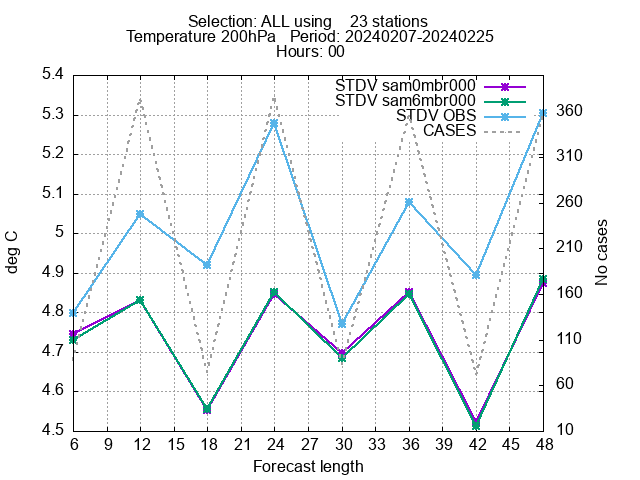 Selection: ALL using    23 stations
Temperature 200hPa   Period: 20240207-20240225
Hours: 00
STDV sam0mbr000
STDV sam6mbr000
STDV OBS
CASES
5.4
5.3
5.2
5.1
5
4.9
4.8
4.7
4.6
4.5
deg C
360
310
260
210
160
110
60
10
No cases
6 9 12 15 18 21 24 27 30 33 36 39 42 45 48
Forecast length